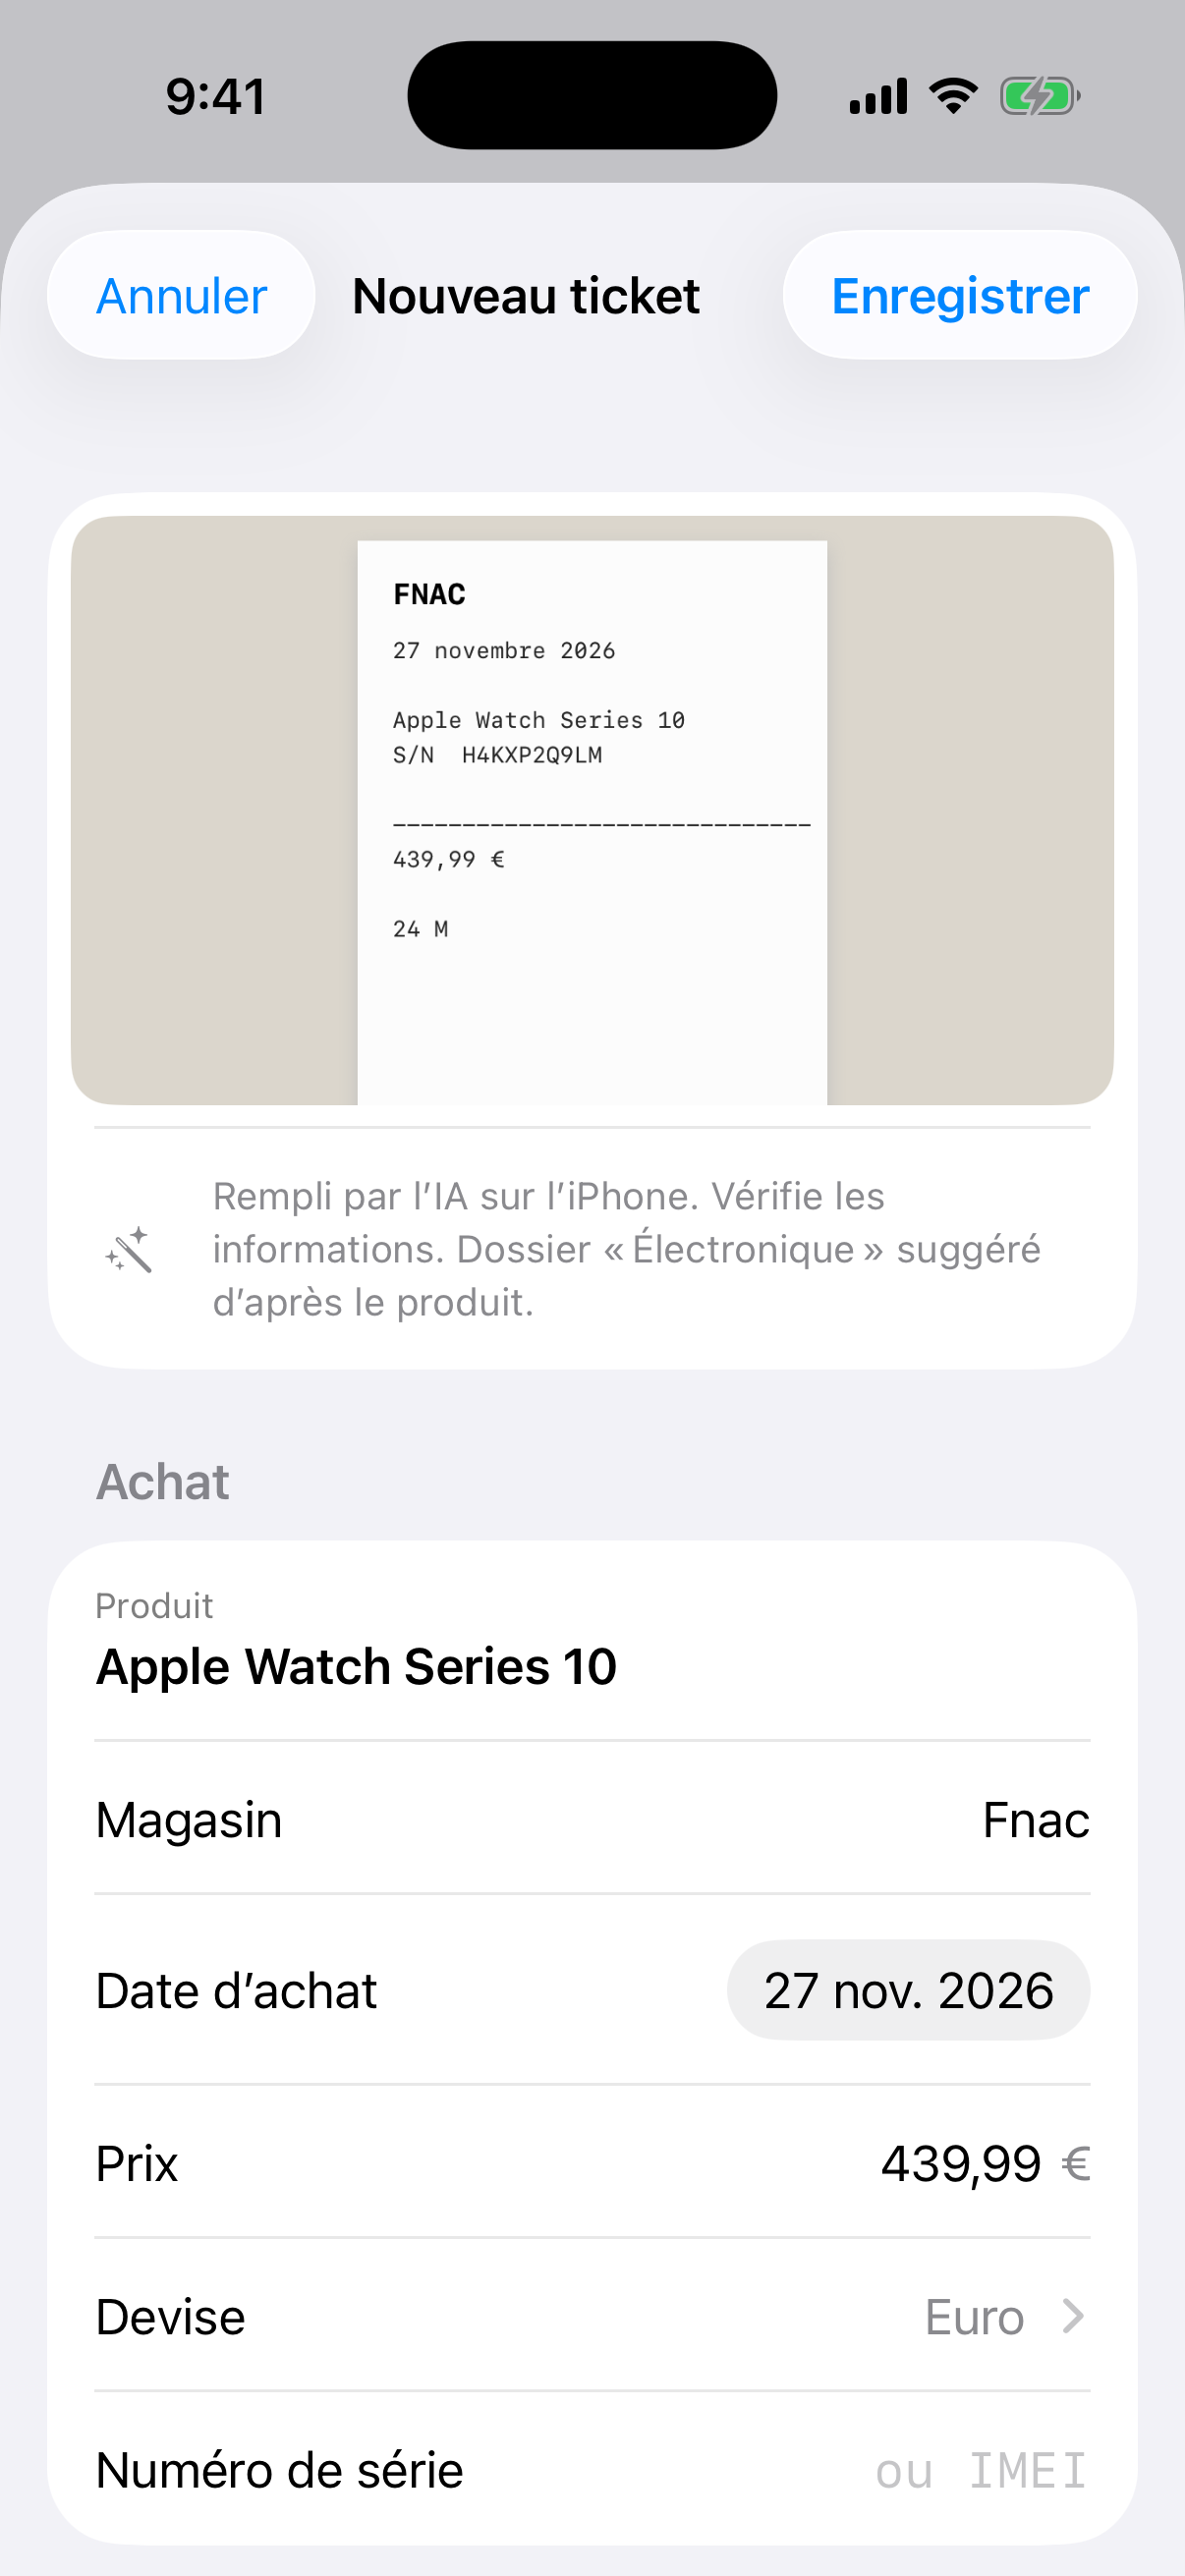 9:41
Annuler Nouveau ticket Enregistrer
FNAC
27 novembre 2026
Apple Watch Series 10
S/N H4KXP2Q9LM
------------------------------
439,99 €
24 M
Rempli par l’IA sur l’iPhone. Vérifie les
informations. Dossier « Électronique » suggéré
d’après le produit.
Achat
Produit
Apple Watch Series 10
Magasin Fnac
Date d’achat 27 nov. 2026
Prix 439,99 €
Devise Euro
Numéro de série ou IMEI